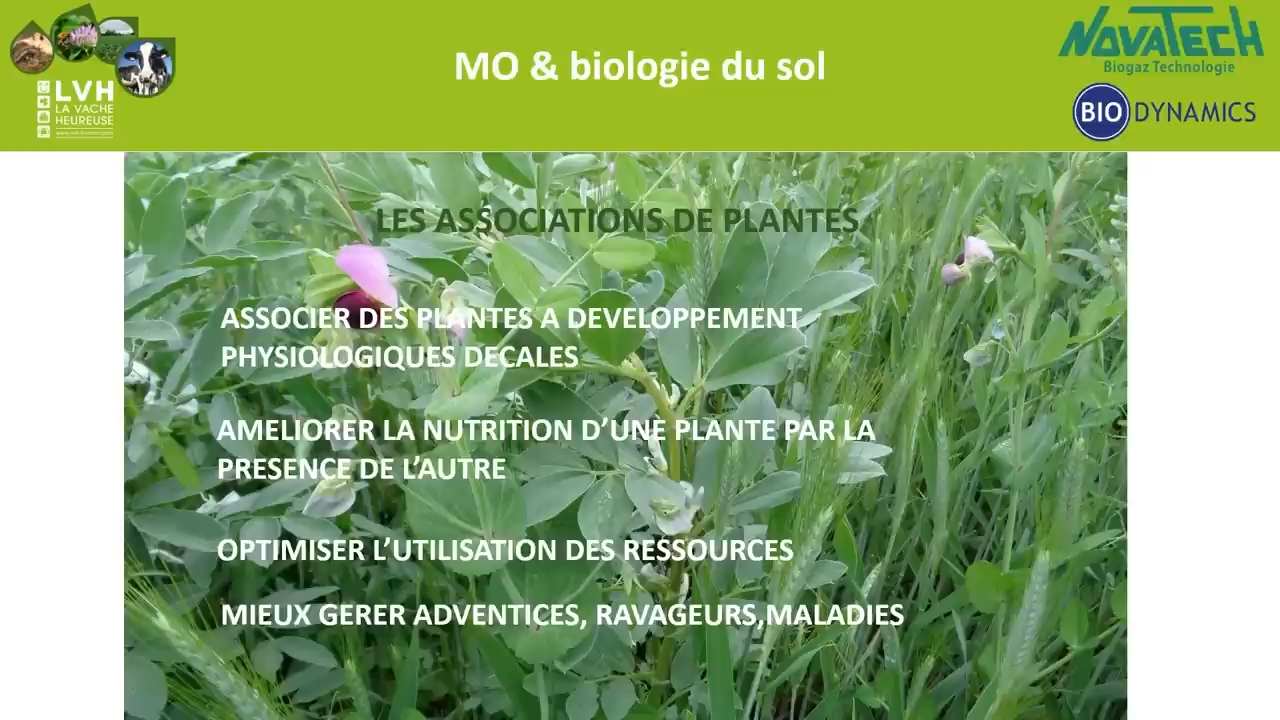 MO & biologie du sol
LVH
LA VACHE
HEUREUSE
NOVATECH
Biogaz Technologie
BIO DYNAMICS
LES ASSOCIATIONS DE PLANTES
ASSOCIER DES PLANTES A DEVELOPPEMENT
PHYSIOLOGIQUES DECALES
AMELIORER LA NUTRITION D’UNE PLANTE PAR LA
PRESENCE DE L’AUTRE
OPTIMISER L’UTILISATION DES RESSOURCES
MIEUX GERER ADVENTICES, RAVAGEURS,MALADIES